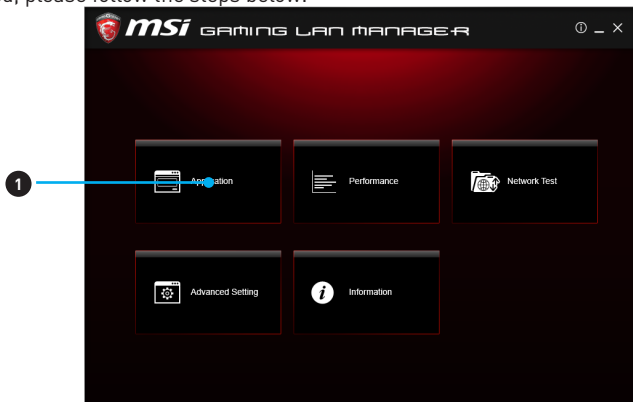 please follow the steps below.
msi GAMING LAN MANAGER
1
Application
Performance
Network Test
Advanced Setting
Information